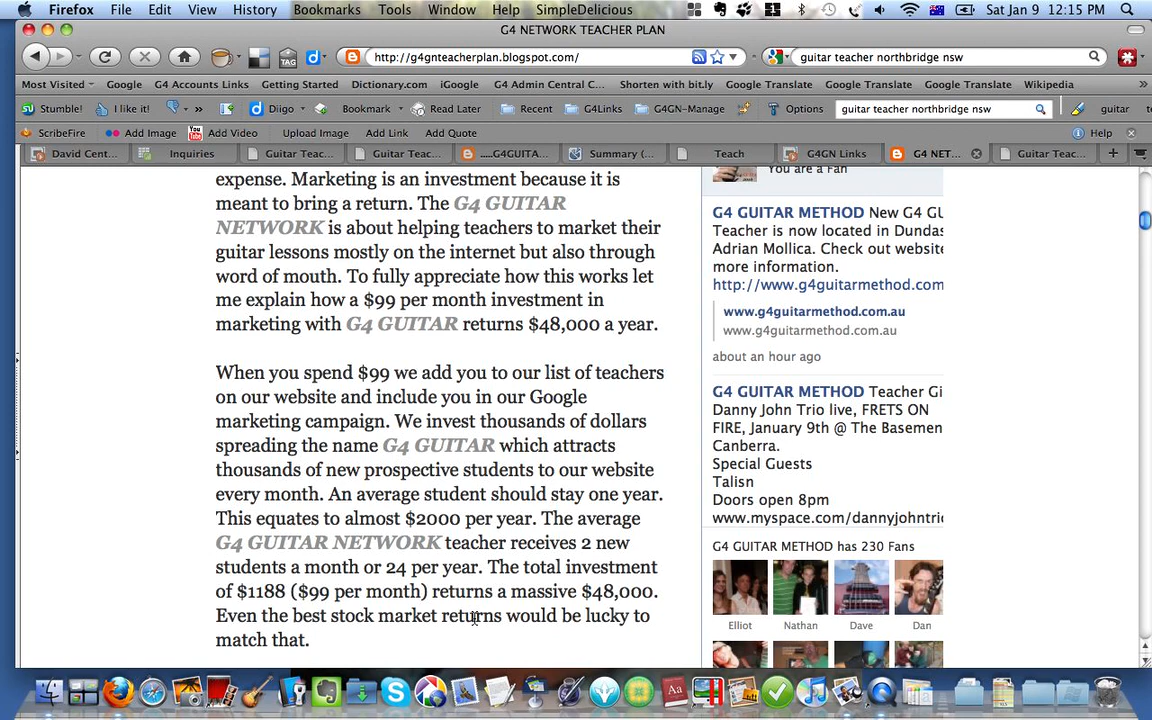 Firefox File Edit View History Bookmarks Tools Window Help SimpleDelicious Sat Jan 9 12:15 PM
G4 NETWORK TEACHER PLAN
http://g4gnteacherplan.blogspot.com/ guitar teacher northbridge nsw
Most Visited Google G4 Account Links Getting Started Dictionary.com iGoogle G4 Admin Central C... Shorten with bit.ly Google Translate Google Translate Google Translate Wikipedia
Stumble! I like it! Diigo Bookmark Read Later Recent G4Links G4GN-Manage Options guitar teacher northbridge nsw guitar
ScribeFire Add Image Add Video Upload Image Add Link Add Quote Help
David Cent... Inquiries Guitar Teac... Guitar Teac... .....G4GUITA... Summary (... Teach G4GN Links G4 NET... Guitar Teac...
expense. Marketing is an investment because it is
meant to bring a return. The G4 GUITAR
NETWORK is about helping teachers to market their
guitar lessons mostly on the internet but also through
word of mouth. To fully appreciate how this works let
me explain how a $99 per month investment in
marketing with G4 GUITAR returns $48,000 a year.
When you spend $99 we add you to our list of teachers
on our website and include you in our Google
marketing campaign. We invest thousands of dollars
spreading the name G4 GUITAR which attracts
thousands of new prospective students to our website
every month. An average student should stay one year.
This equates to almost $2000 per year. The average
G4 GUITAR NETWORK teacher receives 2 new
students a month or 24 per year. The total investment
of $1188 ($99 per month) returns a massive $48,000.
Even the best stock market returns would be lucky to
match that.
You are a Fan
G4 GUITAR METHOD New G4 GU
Teacher is now located in Dundas
Adrian Mollica. Check out website
more information.
http://www.g4guitarmethod.com
www.g4guitarmethod.com.au
www.g4guitarmethod.com.au
about an hour ago
G4 GUITAR METHOD Teacher Gi
Danny John Trio live, FRETS ON
FIRE, January 9th @ The Basemen
Canberra.
Special Guests
Talisn
Doors open 8pm
www.myspace.com/dannyjohntric
G4 GUITAR METHOD has 230 Fans
Elliot Nathan Dave Dan